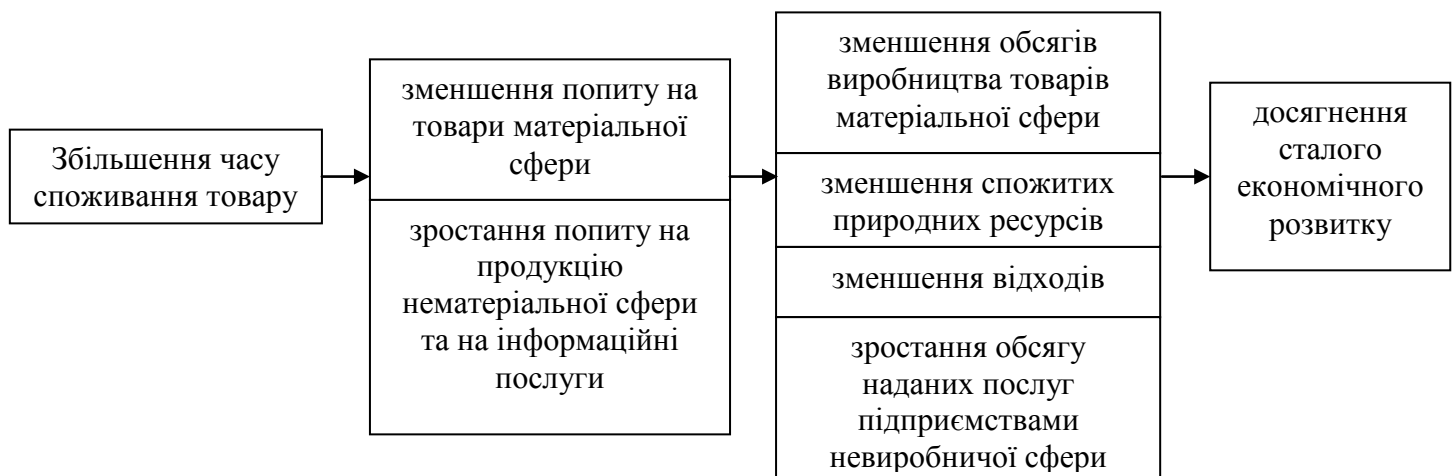 Збільшення часу
споживання товару
зменшення попиту на
товари матеріальної
сфери
зростання попиту на
продукцію
нематеріальної сфери
та на інформаційні
послуги
зменшення обсягів
виробництва товарів
матеріальної сфери
зменшення спожитих
природних ресурсів
зменшення відходів
зростання обсягу
наданих послуг
підприємствами
невиробничої сфери
досягнення
сталого
економічного
розвитку